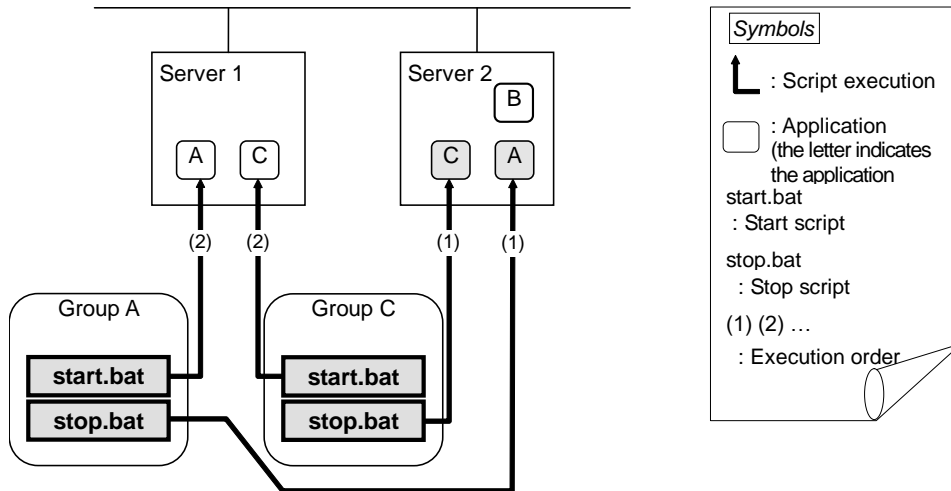 Server 1
A
C
Server 2
B
C
A
(2)
(2)
(1)
(1)
Group A
start.bat
stop.bat
Group C
start.bat
stop.bat
Symbols
: Script execution
: Application
(the letter indicates
the application
start.bat
: Start script
stop.bat
: Stop script
(1) (2) …
: Execution order